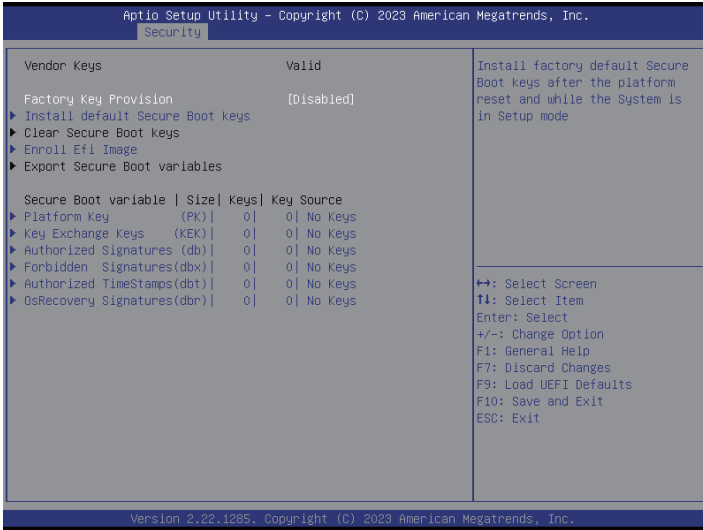 Aptio Setup Utility – Copyright (C) 2023 American Megatrends, Inc.
Security
Vendor Keys Valid
Factory Key Provision [Disabled]
Install default Secure Boot keys
Clear Secure Boot keys
Enroll Efi Image
Export Secure Boot variables
Secure Boot variable | Size| Keys| Key Source
Platform Key (PK)| 0| 0| No Keys
Key Exchange Keys (KEK)| 0| 0| No Keys
Authorized Signatures (db)| 0| 0| No Keys
Forbidden Signatures(dbx)| 0| 0| No Keys
Authorized TimeStamps(dbt)| 0| 0| No Keys
OsRecovery Signatures(dbr)| 0| 0| No Keys
Install factory default Secure
Boot keys after the platform
reset and while the System is
in Setup mode
↔: Select Screen
↑↓: Select Item
Enter: Select
+/-: Change Option
F1: General Help
F7: Discard Changes
F9: Load UEFI Defaults
F10: Save and Exit
ESC: Exit
Version 2.22.1285. Copyright (C) 2023 American Megatrends, Inc.